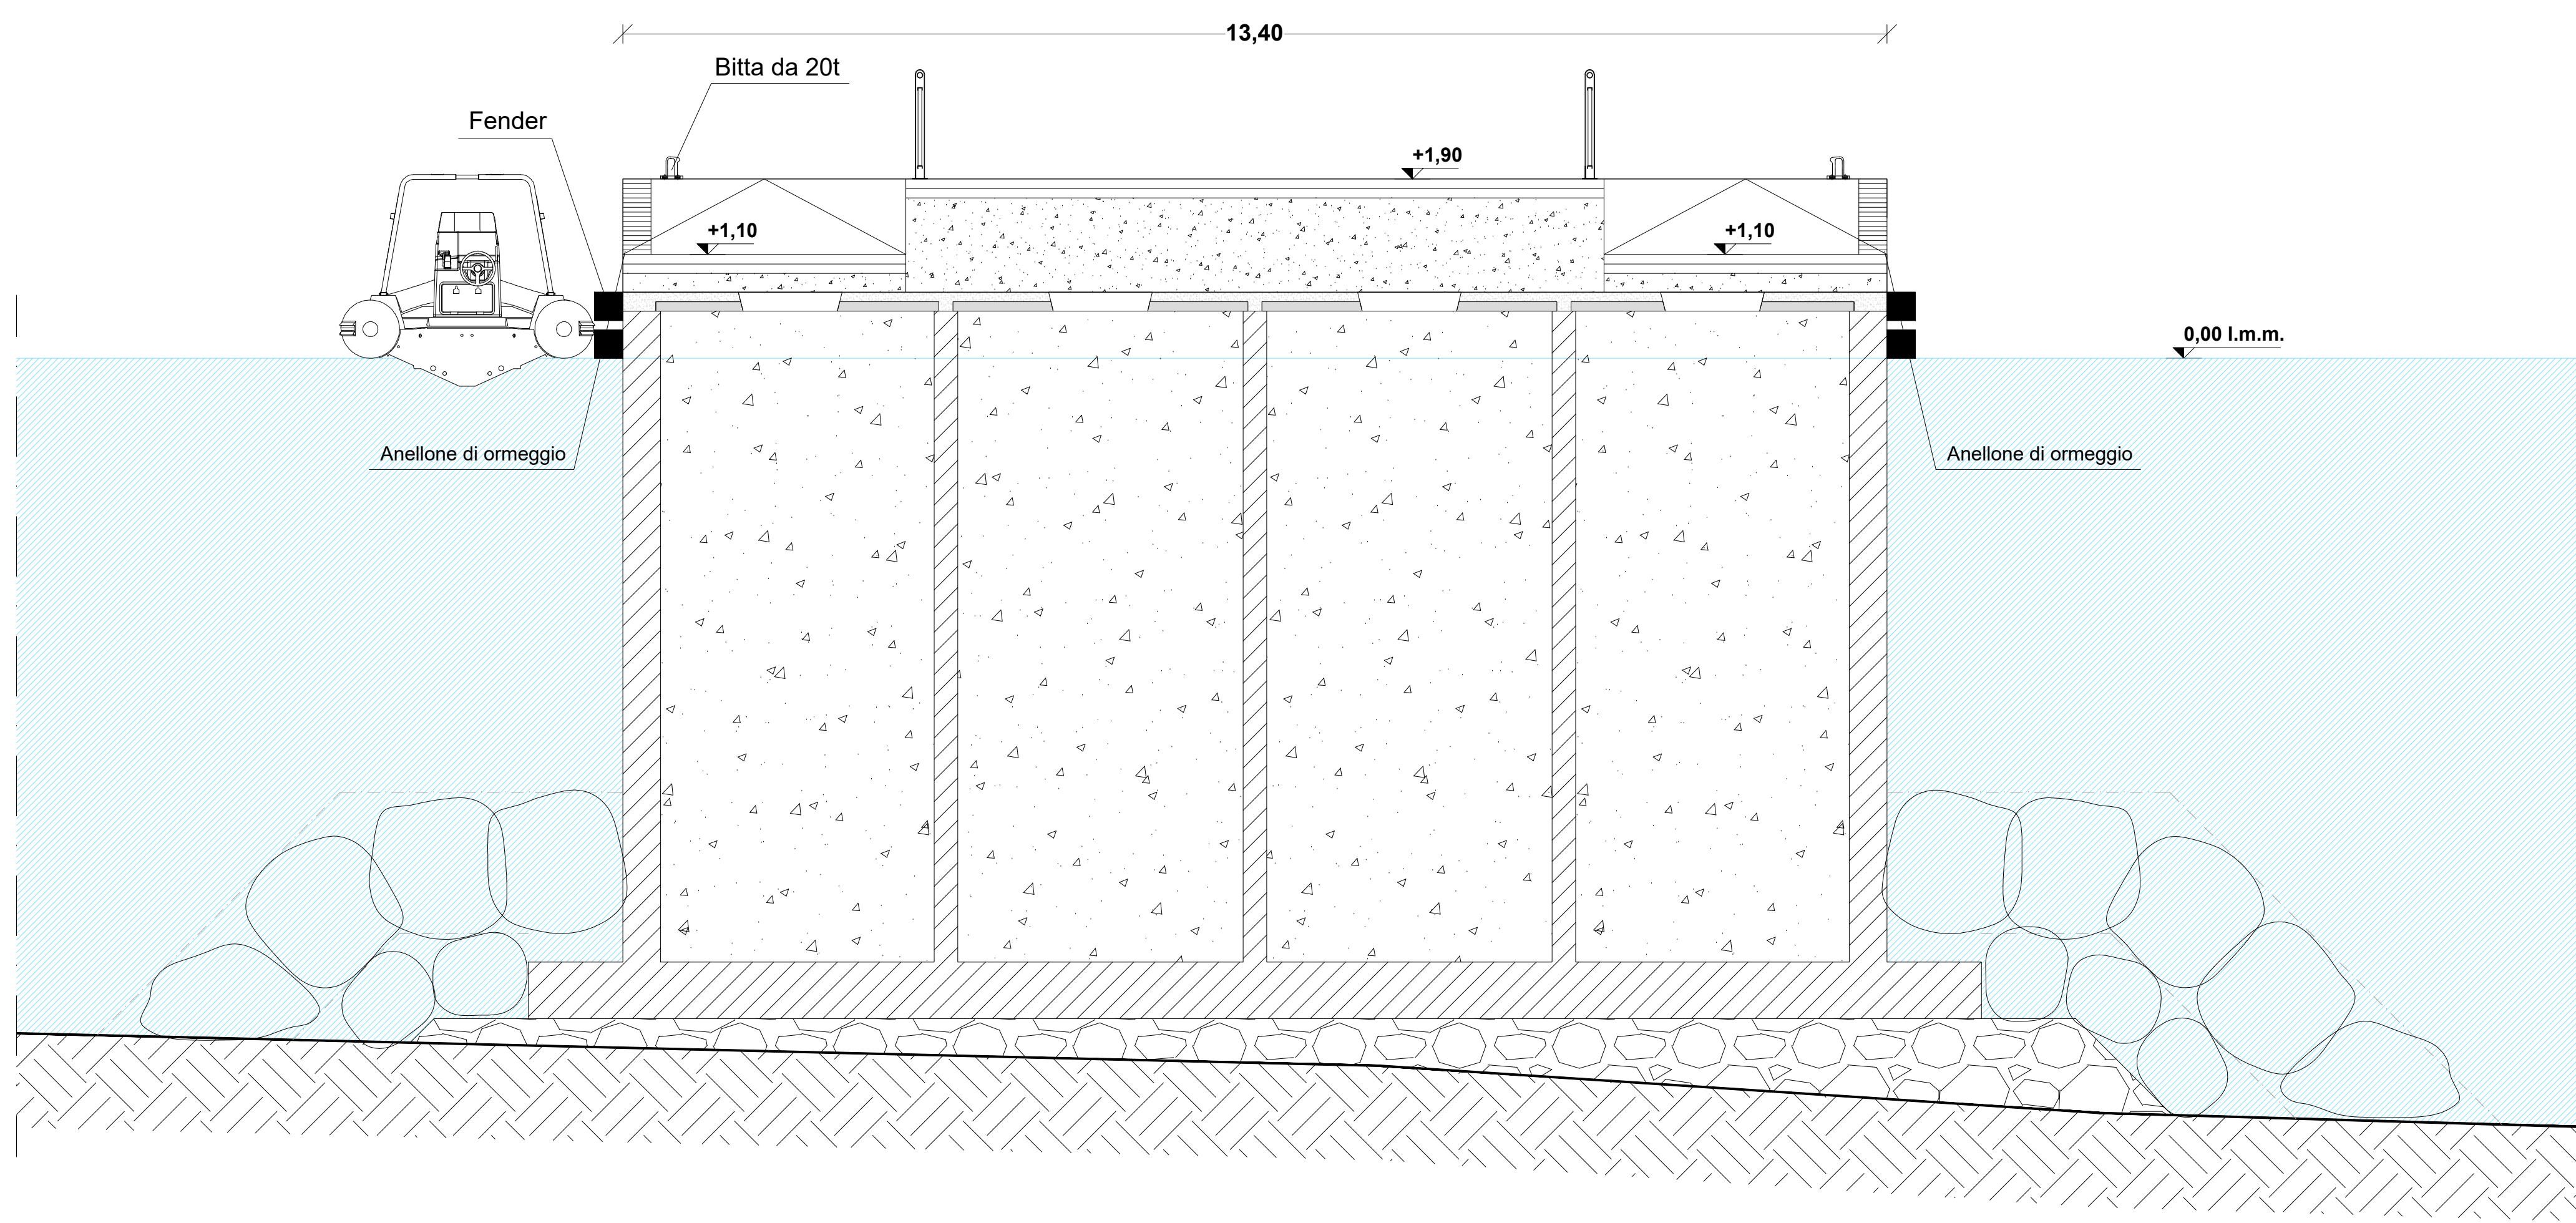 13,40
Bitta da 20t
Fender
+1,90
+1,10
+1,10
0,00 l.m.m.
Anellone di ormeggio
Anellone di ormeggio